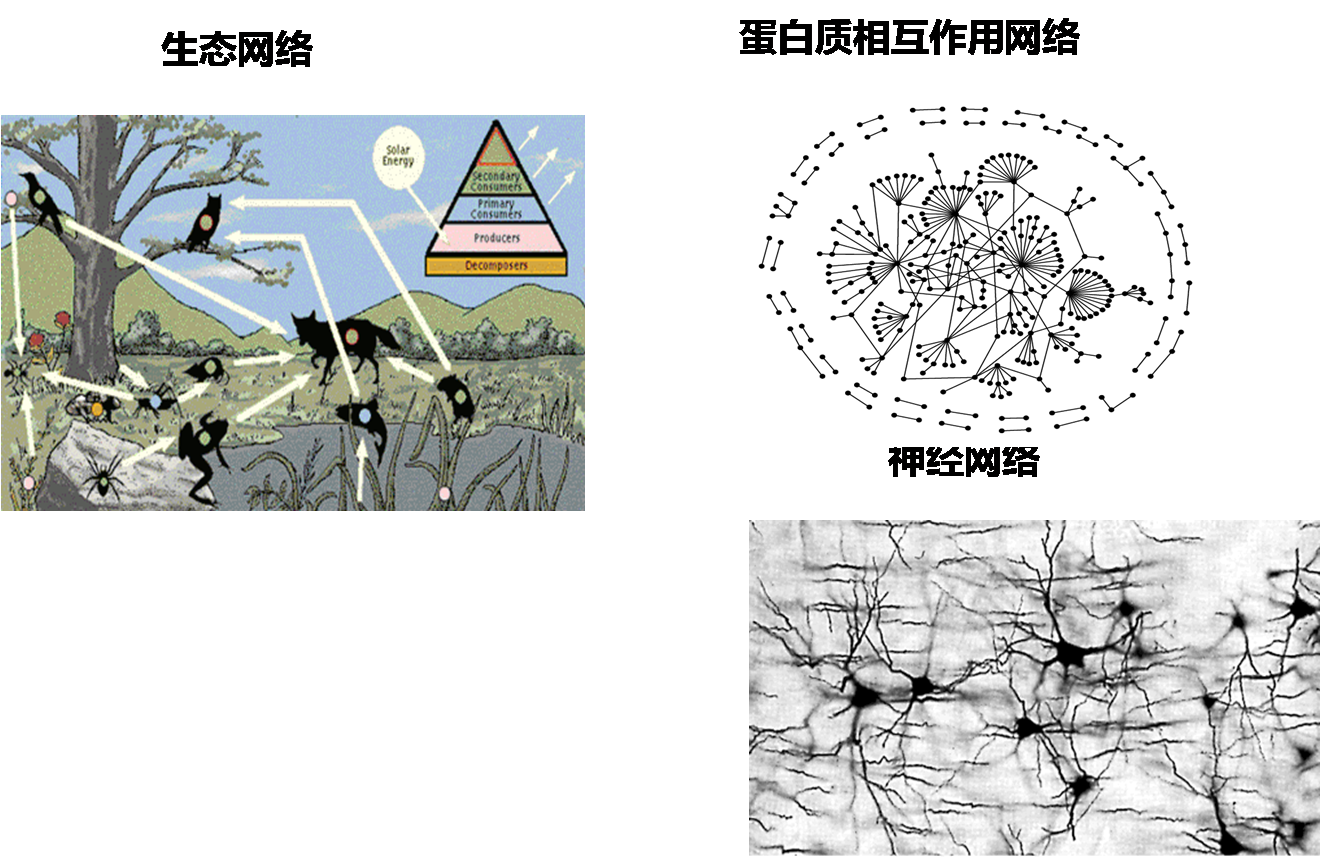 生态网络
蛋白质相互作用网络
Solar
Energy
Secondary
Consumers
Primary
Consumers
Producers
Decomposers
神经网络